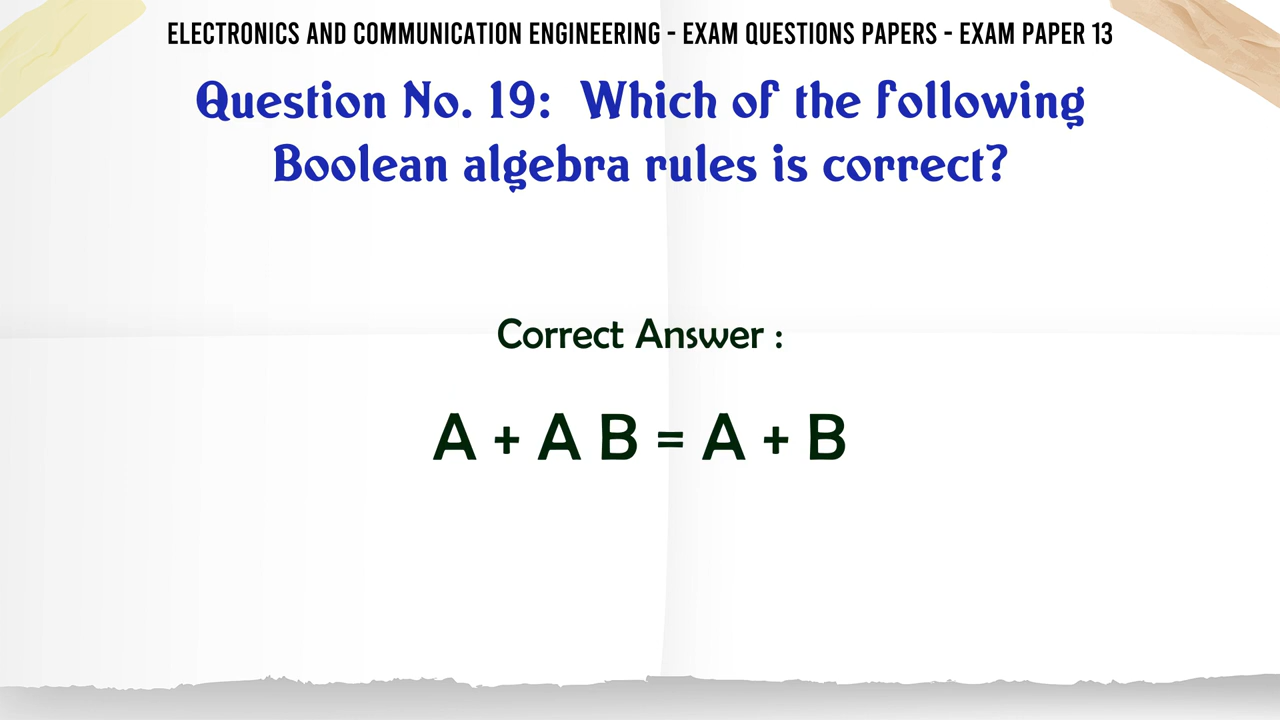 ELECTRONICS AND COMMUNICATION ENGINEERING - EXAM QUESTIONS PAPERS - EXAM PAPER 13
Question No. 19: Which of the following
Boolean algebra rules is correct?
Correct Answer :
A + A B = A + B